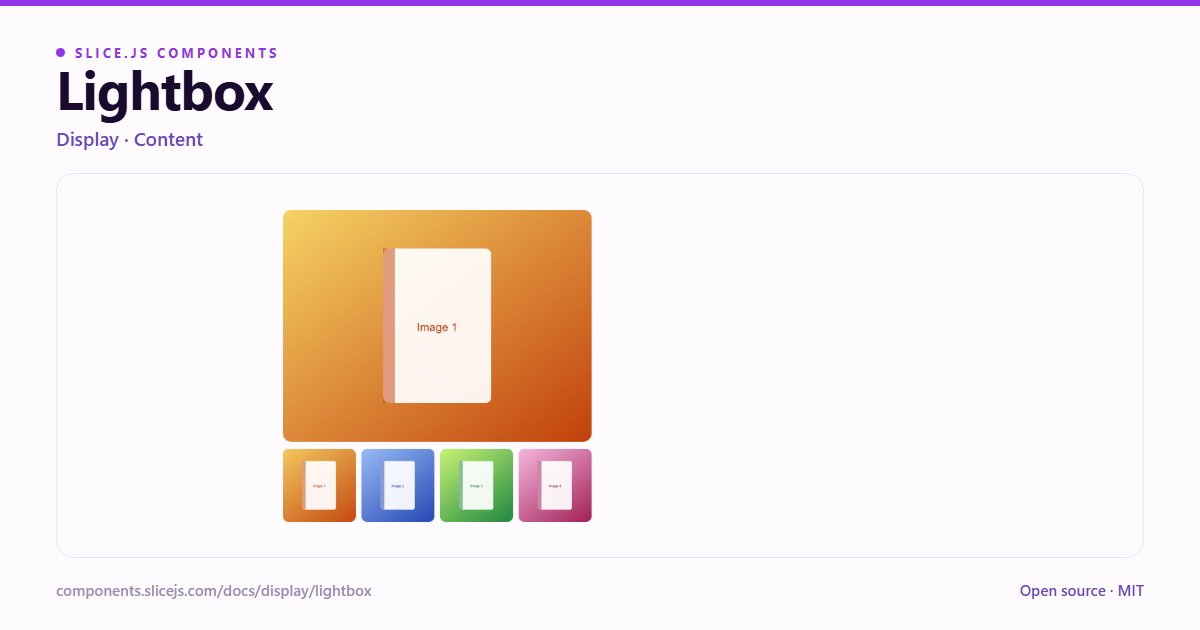 SLICE.JS COMPONENTS
Lightbox
Display · Content
Image 1
Image 1
Image 2
Image 3
Image 4
components.slicejs.com/docs/display/lightbox
Open source · MIT